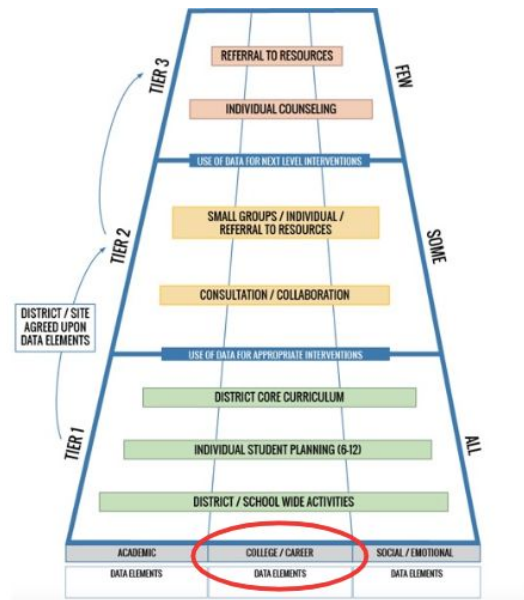 TIER 3
REFERRAL TO RESOURCES
FEW
INDIVIDUAL COUNSELING
USE OF DATA FOR NEXT LEVEL INTERVENTIONS
TIER 2
SMALL GROUPS / INDIVIDUAL /
REFERRAL TO RESOURCES
SOME
CONSULTATION / COLLABORATION
DISTRICT / SITE
AGREED UPON
DATA ELEMENTS
USE OF DATA FOR APPROPRIATE INTERVENTIONS
TIER 1
DISTRICT CORE CURRICULUM
ALL
INDIVIDUAL STUDENT PLANNING (6-12)
DISTRICT / SCHOOL WIDE ACTIVITIES
ACADEMIC
COLLEGE / CAREER
SOCIAL / EMOTIONAL
DATA ELEMENTS
DATA ELEMENTS
DATA ELEMENTS